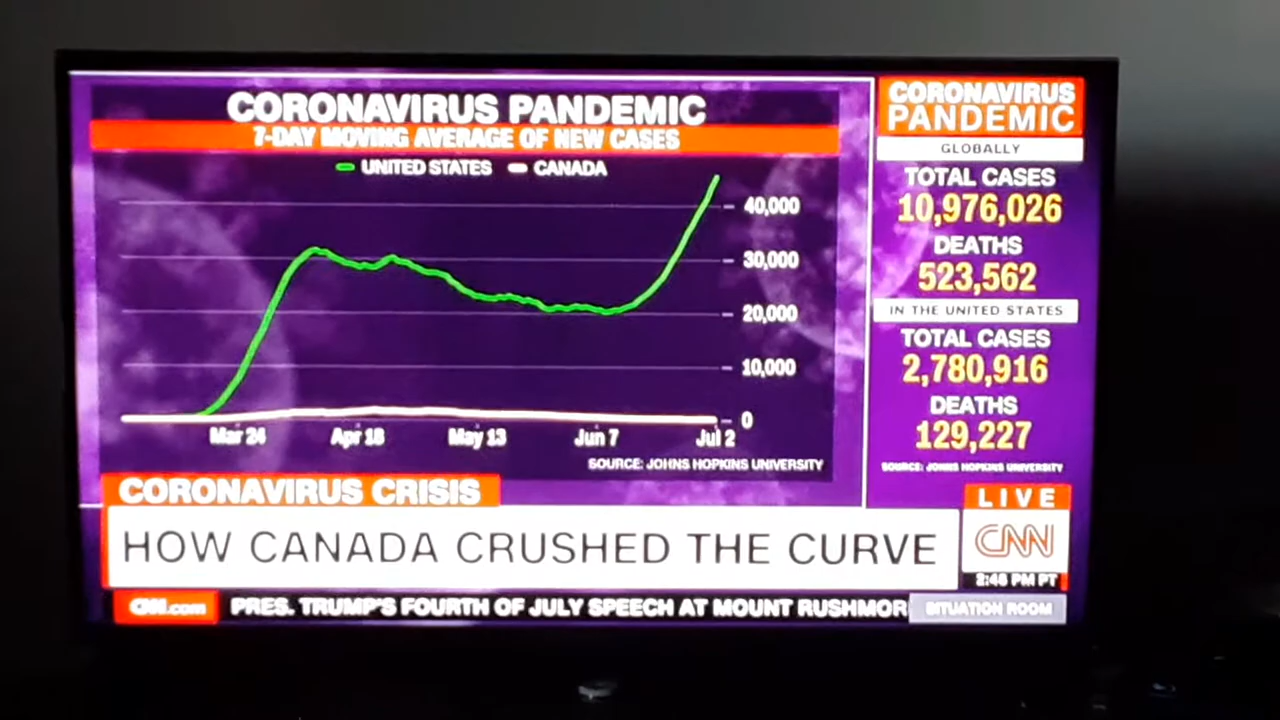 CORONAVIRUS PANDEMIC
7-DAY MOVING AVERAGE OF NEW CASES
UNITED STATES CANADA
40,000
30,000
20,000
10,000
0
Mar 24 Apr 18 May 13 Jun 7 Jul 2
SOURCE: JOHNS HOPKINS UNIVERSITY
CORONAVIRUS
PANDEMIC
GLOBALLY
TOTAL CASES
10,976,026
DEATHS
523,562
IN THE UNITED STATES
TOTAL CASES
2,780,916
DEATHS
129,227
SOURCE: JOHNS HOPKINS UNIVERSITY
CORONAVIRUS CRISIS
HOW CANADA CRUSHED THE CURVE
LIVE
CNN
2:46 PM PT
CNN.com PRES. TRUMP'S FOURTH OF JULY SPEECH AT MOUNT RUSHMOR SITUATION ROOM